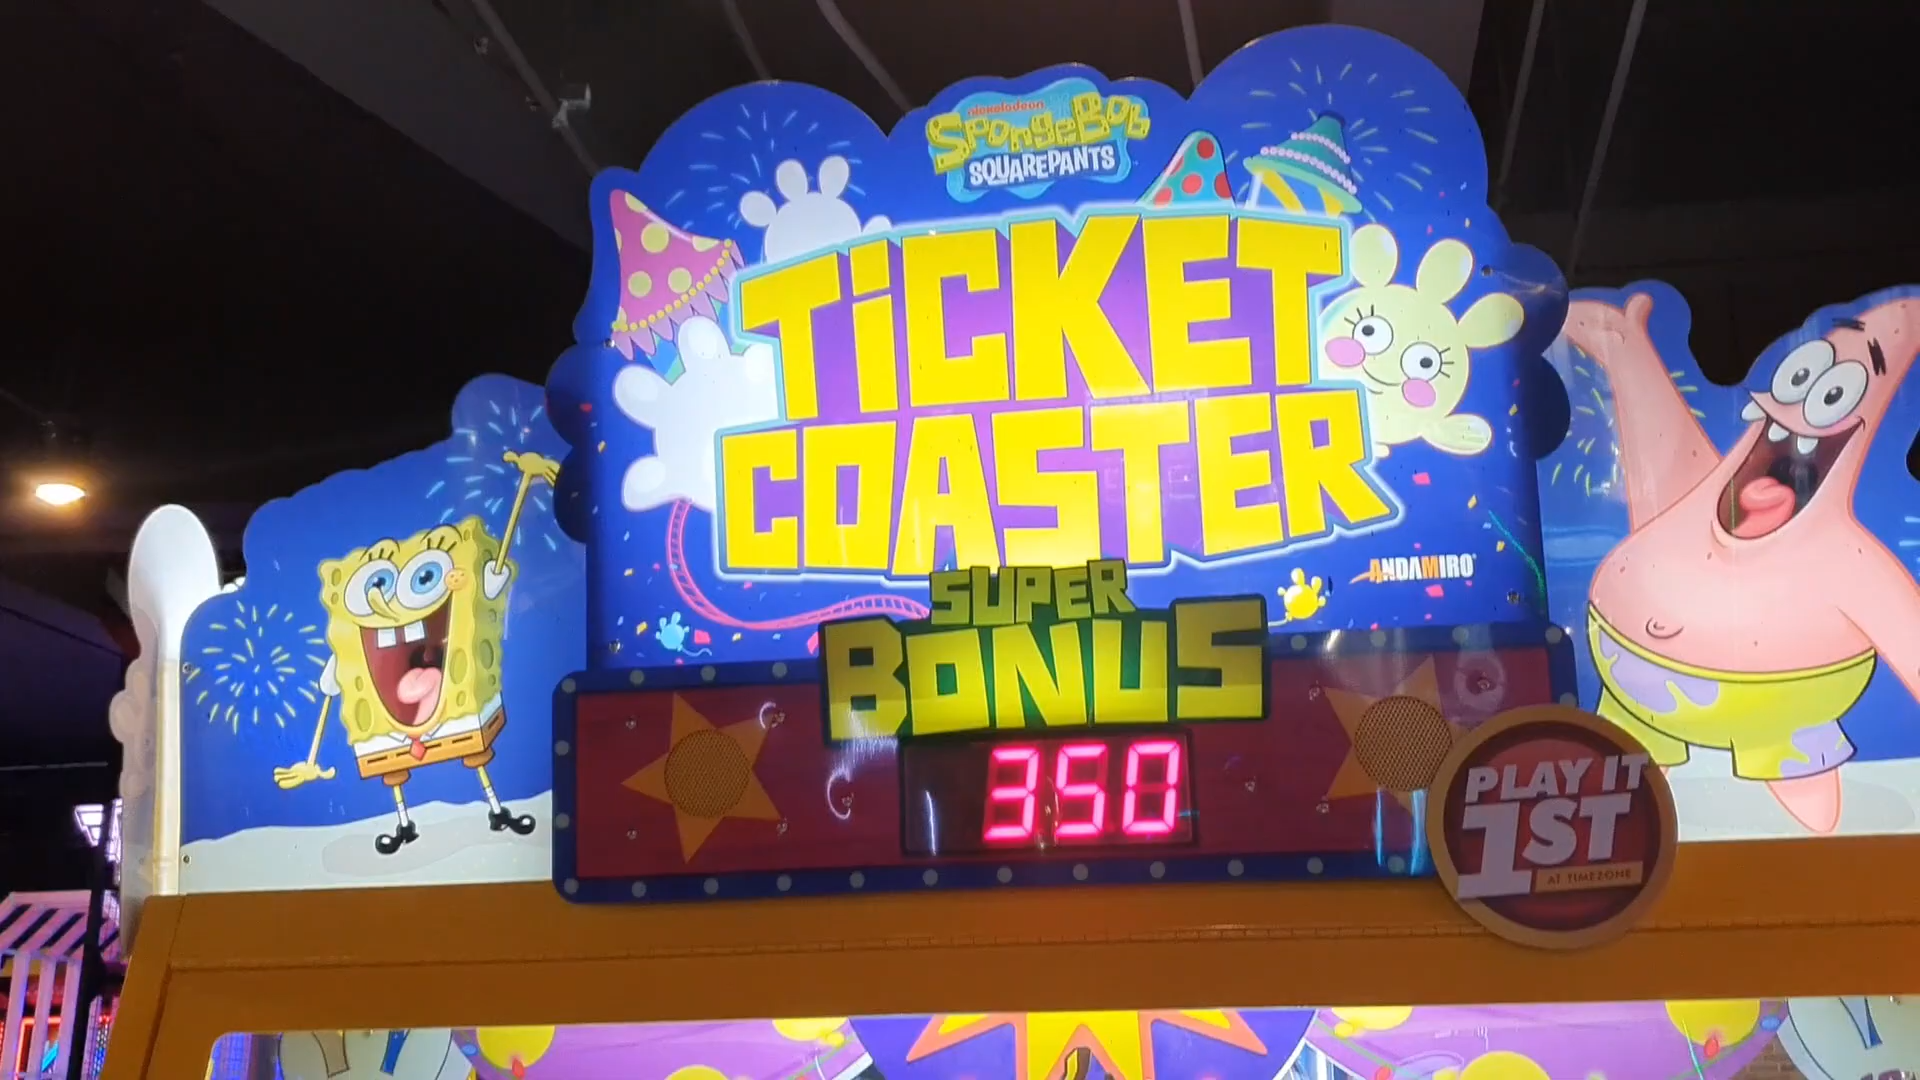 nickelodeon
SpongeBob
SQUAREPANTS
TiCKET
COASTER
ANDAMIRO
SUPER
BONUS
350
PLAY IT
1ST
AT TIMEZONE